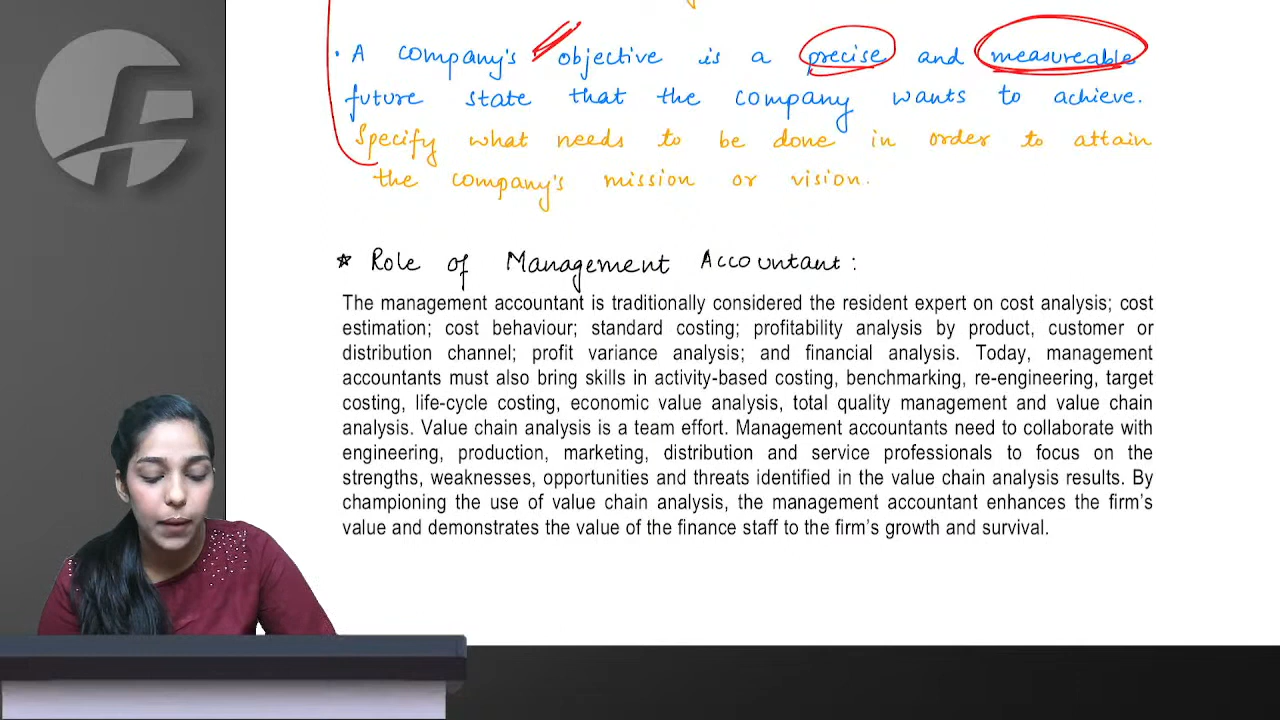 • A company's objective is a precise and measureable
future state that the company wants to achieve.
Specify what needs to be done in order to attain
the company's mission or vision.
* Role of Management Accountant:
The management accountant is traditionally considered the resident expert on cost analysis; cost
estimation; cost behaviour; standard costing; profitability analysis by product, customer or
distribution channel; profit variance analysis; and financial analysis. Today, management
accountants must also bring skills in activity-based costing, benchmarking, re-engineering, target
costing, life-cycle costing, economic value analysis, total quality management and value chain
analysis. Value chain analysis is a team effort. Management accountants need to collaborate with
engineering, production, marketing, distribution and service professionals to focus on the
strengths, weaknesses, opportunities and threats identified in the value chain analysis results. By
championing the use of value chain analysis, the management accountant enhances the firm's
value and demonstrates the value of the finance staff to the firm's growth and survival.